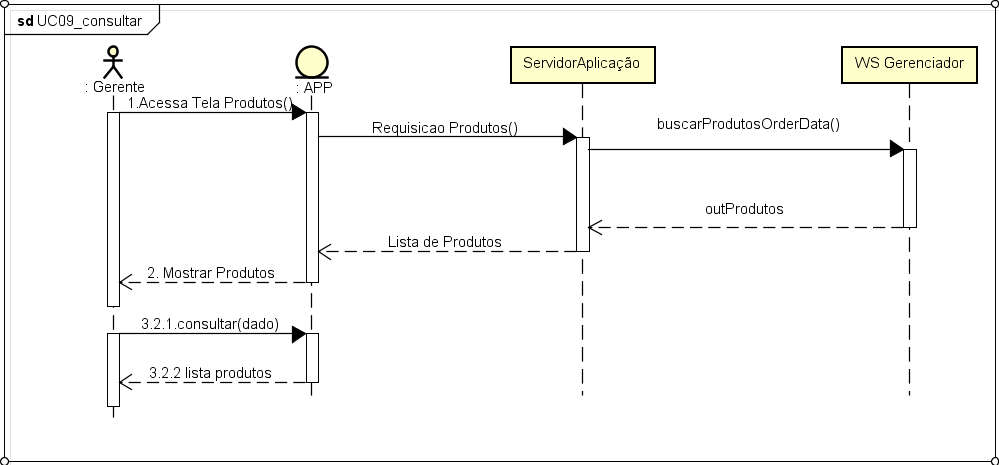 sd UC09_consultar
: Gerente
: APP
ServidorAplicação
WS Gerenciador
1.Acessa Tela Produtos()
Requisicao Produtos()
buscarProdutosOrderData()
outProdutos
Lista de Produtos
2. Mostrar Produtos
3.2.1.consultar(dado)
3.2.2 lista produtos